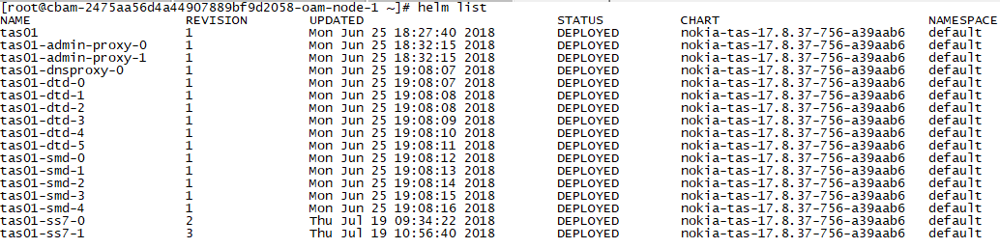 [root@cbam-2475aa56d4a44907889bf9d2058-oam-node-1 ~]# helm list
NAME REVISION UPDATED STATUS CHART NAMESPACE
tas01 1 Mon Jun 25 18:27:40 2018 DEPLOYED nokia-tas-17.8.37-756-a39aab6 default
tas01-admin-proxy-0 1 Mon Jun 25 18:32:15 2018 DEPLOYED nokia-tas-17.8.37-756-a39aab6 default
tas01-admin-proxy-1 1 Mon Jun 25 18:32:15 2018 DEPLOYED nokia-tas-17.8.37-756-a39aab6 default
tas01-dnsproxy-0 1 Mon Jun 25 19:08:07 2018 DEPLOYED nokia-tas-17.8.37-756-a39aab6 default
tas01-dtd-0 1 Mon Jun 25 19:08:07 2018 DEPLOYED nokia-tas-17.8.37-756-a39aab6 default
tas01-dtd-1 1 Mon Jun 25 19:08:08 2018 DEPLOYED nokia-tas-17.8.37-756-a39aab6 default
tas01-dtd-2 1 Mon Jun 25 19:08:08 2018 DEPLOYED nokia-tas-17.8.37-756-a39aab6 default
tas01-dtd-3 1 Mon Jun 25 19:08:09 2018 DEPLOYED nokia-tas-17.8.37-756-a39aab6 default
tas01-dtd-4 1 Mon Jun 25 19:08:10 2018 DEPLOYED nokia-tas-17.8.37-756-a39aab6 default
tas01-dtd-5 1 Mon Jun 25 19:08:11 2018 DEPLOYED nokia-tas-17.8.37-756-a39aab6 default
tas01-smd-0 1 Mon Jun 25 19:08:12 2018 DEPLOYED nokia-tas-17.8.37-756-a39aab6 default
tas01-smd-1 1 Mon Jun 25 19:08:13 2018 DEPLOYED nokia-tas-17.8.37-756-a39aab6 default
tas01-smd-2 1 Mon Jun 25 19:08:14 2018 DEPLOYED nokia-tas-17.8.37-756-a39aab6 default
tas01-smd-3 1 Mon Jun 25 19:08:15 2018 DEPLOYED nokia-tas-17.8.37-756-a39aab6 default
tas01-smd-4 1 Mon Jun 25 19:08:16 2018 DEPLOYED nokia-tas-17.8.37-756-a39aab6 default
tas01-ss7-0 2 Thu Jul 19 09:34:22 2018 DEPLOYED nokia-tas-17.8.37-756-a39aab6 default
tas01-ss7-1 3 Thu Jul 19 10:56:40 2018 DEPLOYED nokia-tas-17.8.37-756-a39aab6 default